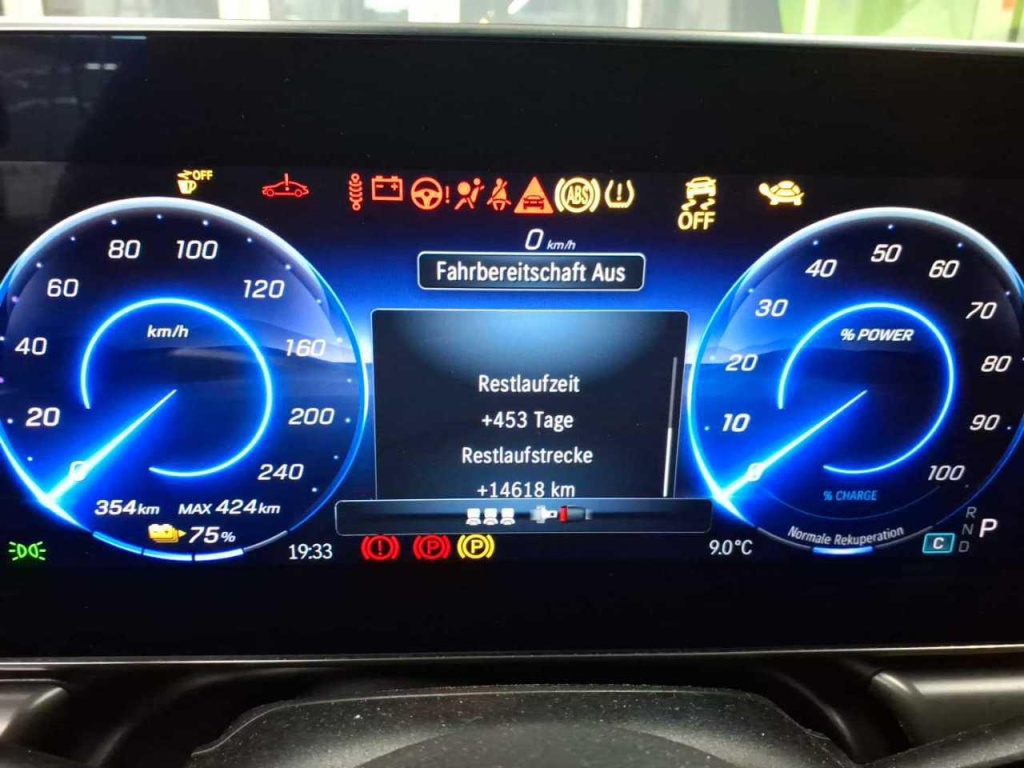 OFF
ABS
OFF
0 km/h
Fahrbereitschaft Aus
0
20
40
60
80
100
120
160
200
240
km/h
354 km MAX 424 km
75%
Restlaufzeit
+453 Tage
Restlaufstrecke
+14618 km
0
10
20
30
40
50
60
70
80
90
100
% POWER
% CHARGE
Normale Rekuperation
19:33
P
P
9.0°C
C
R
N
D
P